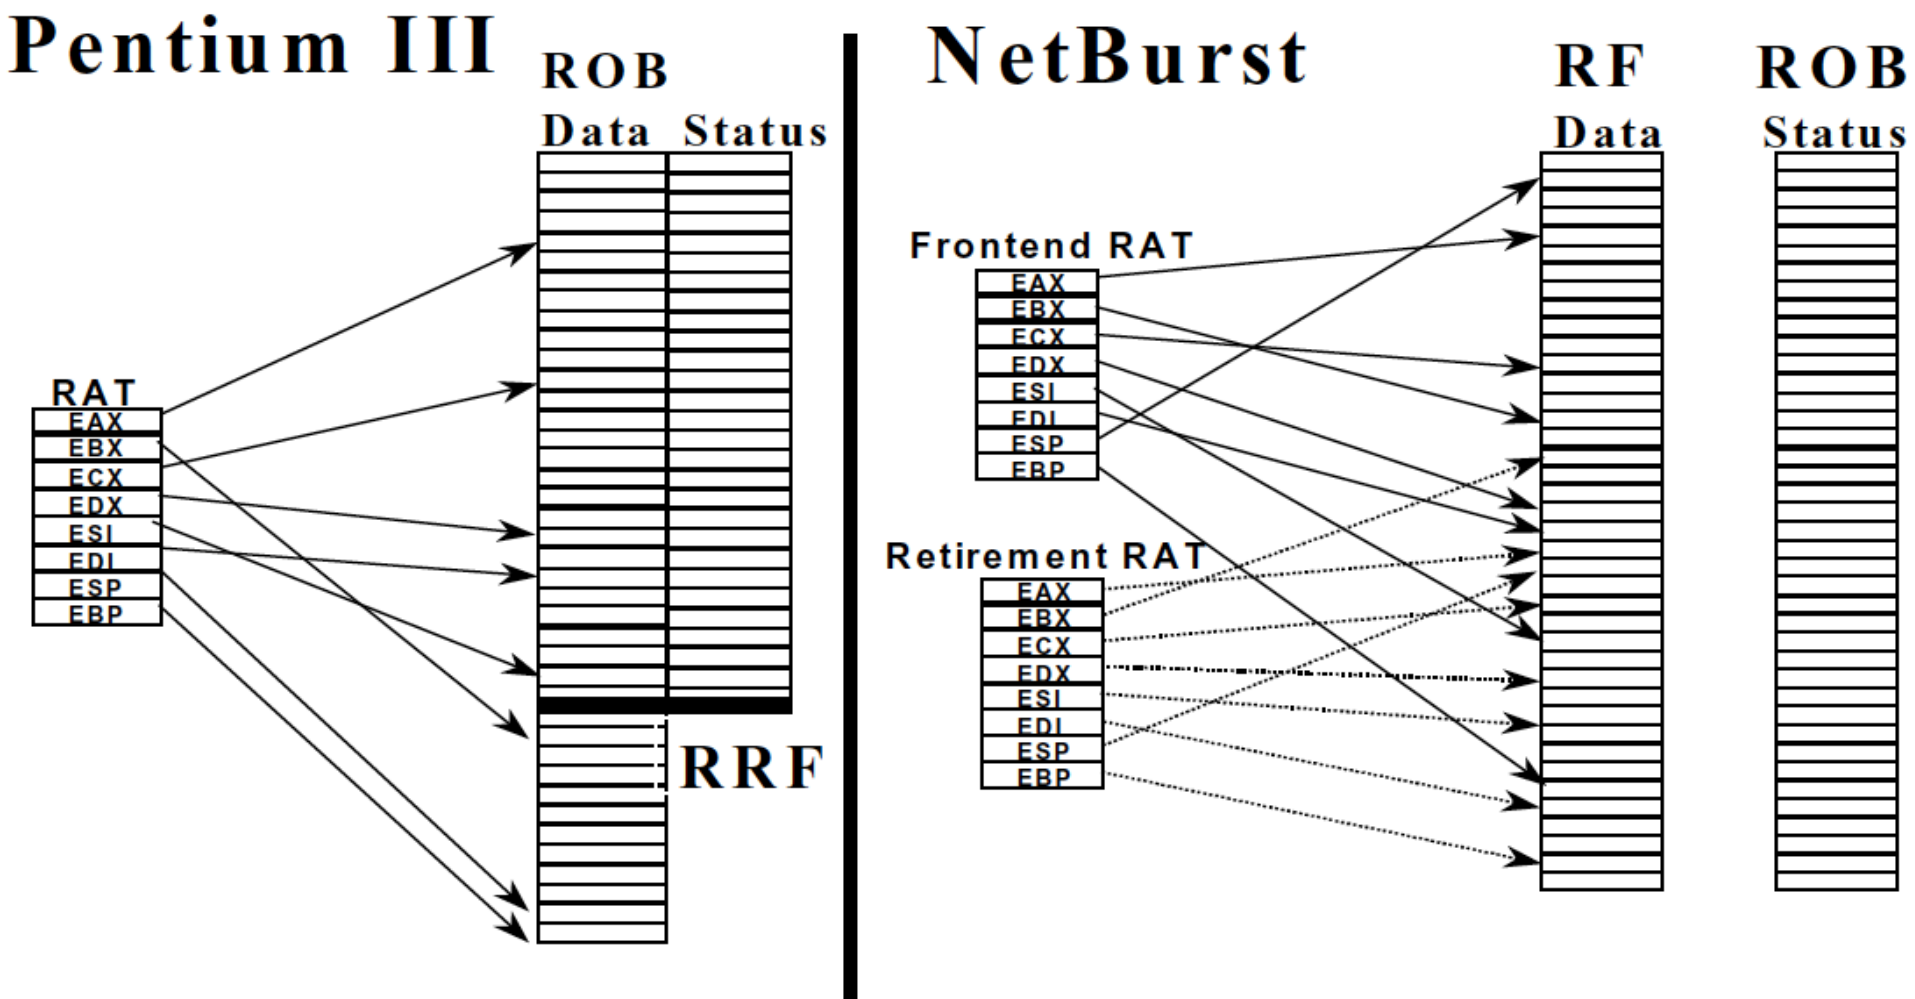 Pentium III
ROB
Data Status
RAT
EAX
EBX
ECX
EDX
ESI
EDI
ESP
EBP
RRF
NetBurst
RF
ROB
Data
Status
Frontend RAT
EAX
EBX
ECX
EDX
ESI
EDI
ESP
EBP
Retirement RAT
EAX
EBX
ECX
EDX
ESI
EDI
ESP
EBP